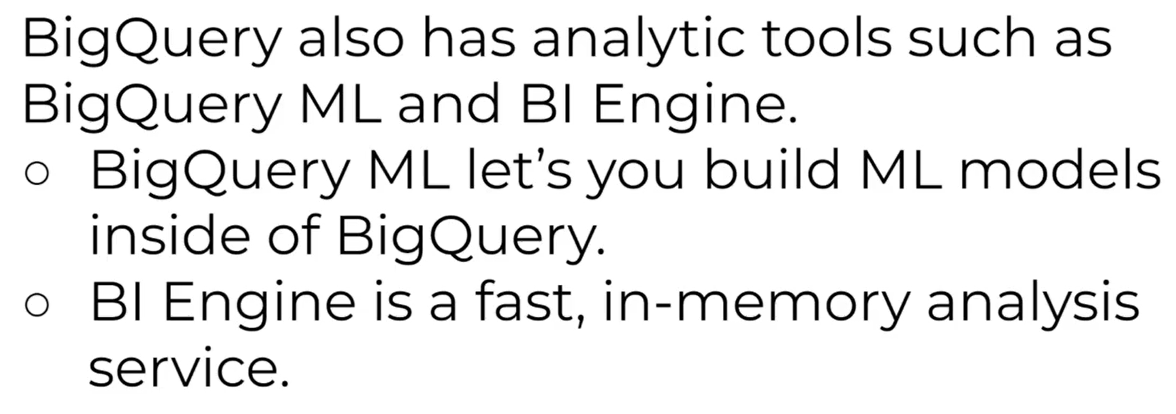 BigQuery also has analytic tools such as
BigQuery ML and BI Engine.
○ BigQuery ML let’s you build ML models
inside of BigQuery.
○ BI Engine is a fast, in-memory analysis
service.